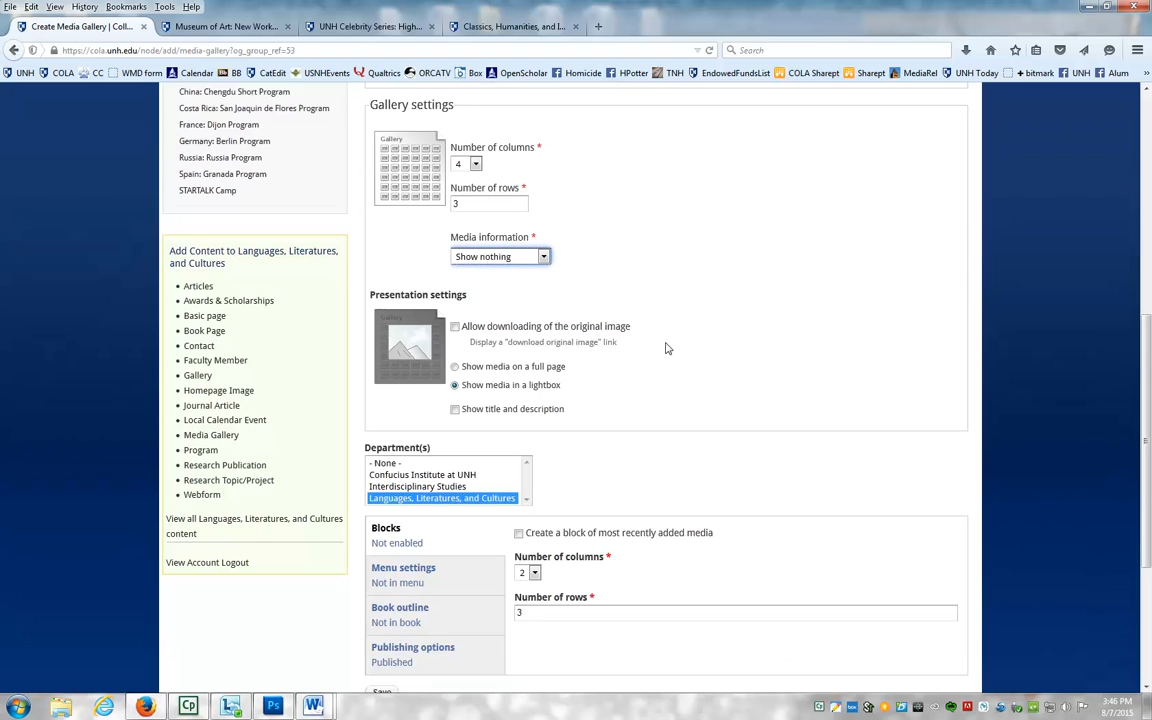 File Edit View History Bookmarks Tools Help
Create Media Gallery | Coll... × Museum of Art: New Work... × UNH Celebrity Series: High... × Classics, Humanities, and I... × +
https://cola.unh.edu/node/add/media-gallery?og_group_ref=53
Search
UNH COLA CC WMD form Calendar BB CatEdit USNHEvents Qualtrics ORCATV Box OpenScholar Homicide HPotter TNH EndowedFundsList COLA Sharept Sharept MediaRel UNH Today + bitmark UNH Alum
China: Chengdu Short Program
Costa Rica: San Joaquin de Flores Program
France: Dijon Program
Germany: Berlin Program
Russia: Russia Program
Spain: Granada Program
STARTALK Camp
Add Content to Languages, Literatures,
and Cultures
Articles
Awards & Scholarships
Basic page
Book Page
Contact
Faculty Member
Gallery
Homepage Image
Journal Article
Local Calendar Event
Media Gallery
Program
Research Publication
Research Topic/Project
Webform
View all Languages, Literatures, and Cultures
content
View Account Logout
Gallery settings
Gallery
Number of columns *
4
Number of rows *
3
Media information *
Show nothing
Presentation settings
Gallery
Allow downloading of the original image
Display a "download original image" link
Show media on a full page
Show media in a lightbox
Show title and description
Department(s)
- None -
Confucius Institute at UNH
Interdisciplinary Studies
Languages, Literatures, and Cultures
Blocks
Not enabled
Menu settings
Not in menu
Book outline
Not in book
Publishing options
Published
Create a block of most recently added media
Number of columns *
2
Number of rows *
3
Save
Cp
Ps
W
3:46 PM
8/7/2015